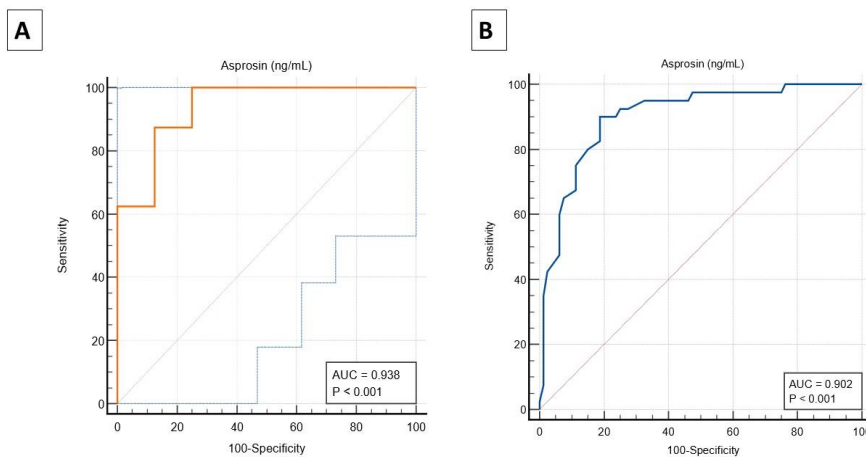 A
Asprosin (ng/mL)
100
80
60
40
20
0
Sensitivity
AUC = 0.938
P < 0.001
0 20 40 60 80 100
100-Specificity
B
Asprosin (ng/mL)
100
80
60
40
20
0
Sensitivity
AUC = 0.902
P < 0.001
0 20 40 60 80 100
100-Specificity